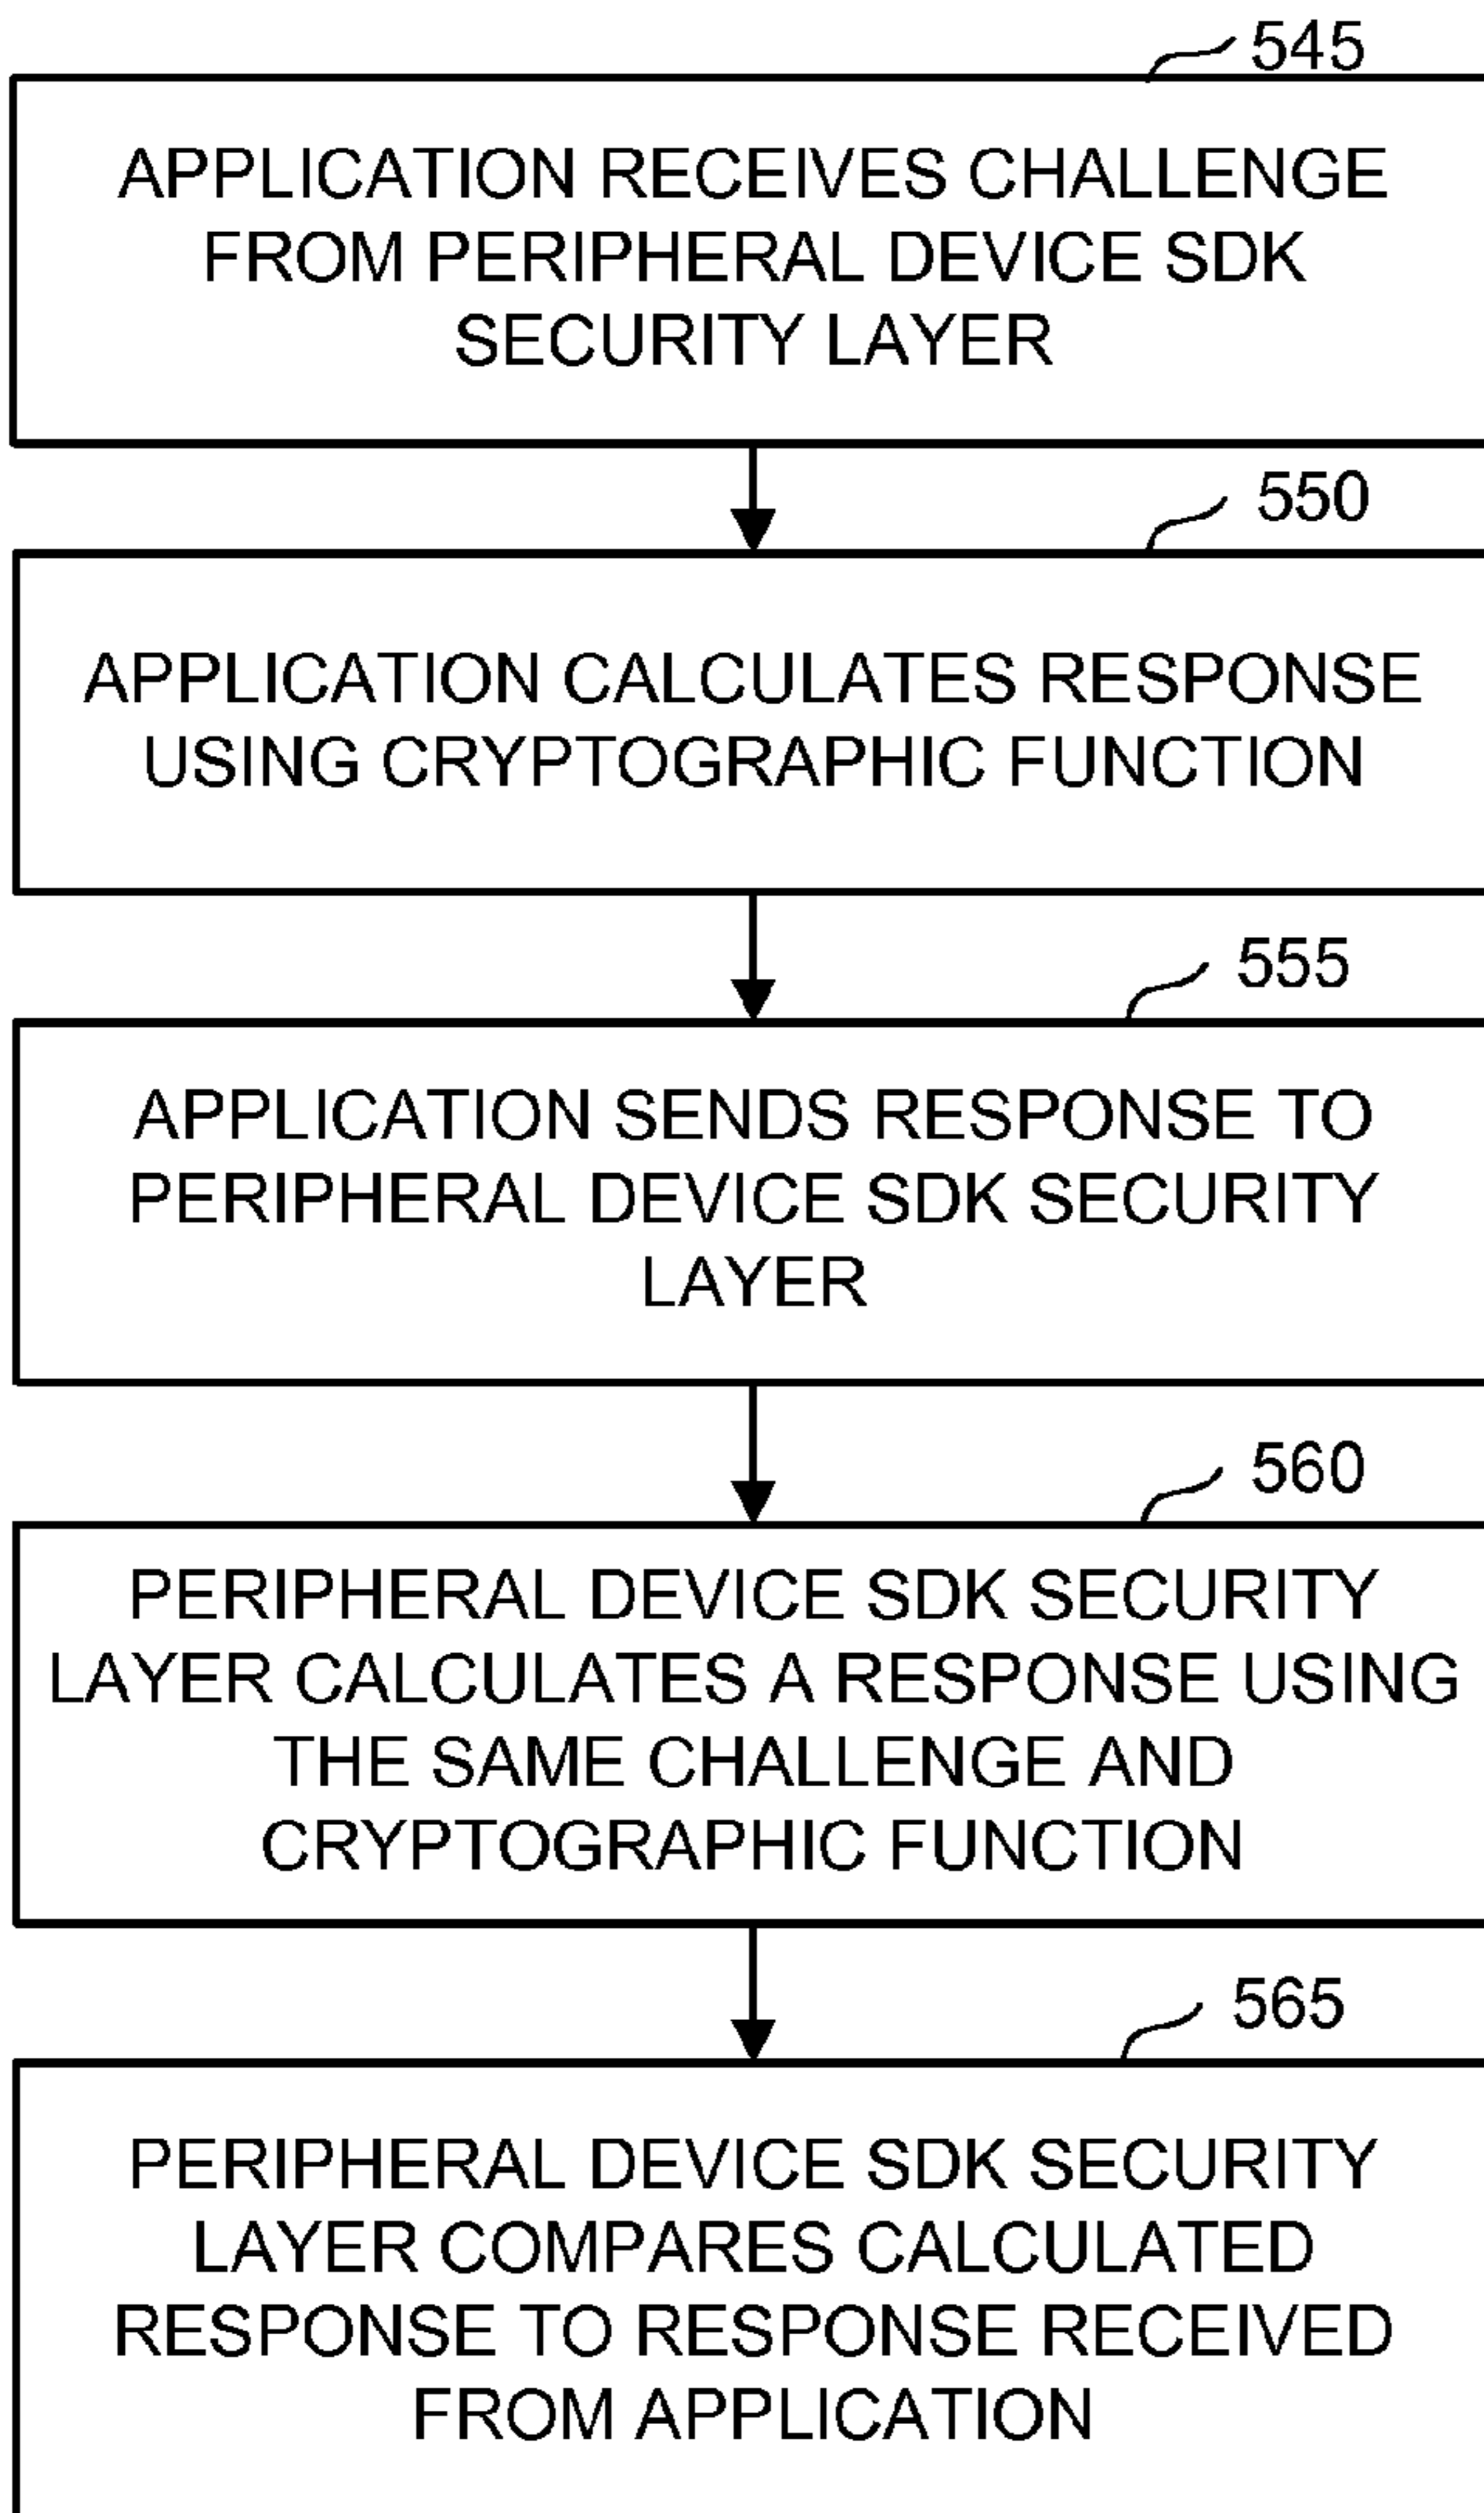 545
APPLICATION RECEIVES CHALLENGE
FROM PERIPHERAL DEVICE SDK
SECURITY LAYER
550
APPLICATION CALCULATES RESPONSE
USING CRYPTOGRAPHIC FUNCTION
555
APPLICATION SENDS RESPONSE TO
PERIPHERAL DEVICE SDK SECURITY
LAYER
560
PERIPHERAL DEVICE SDK SECURITY
LAYER CALCULATES A RESPONSE USING
THE SAME CHALLENGE AND
CRYPTOGRAPHIC FUNCTION
565
PERIPHERAL DEVICE SDK SECURITY
LAYER COMPARES CALCULATED
RESPONSE TO RESPONSE RECEIVED
FROM APPLICATION